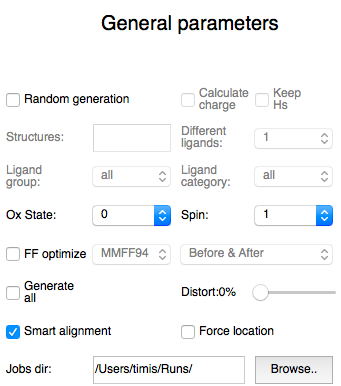 General parameters
Random generation
Calculate charge
Keep Hs
Structures:
Different ligands:
1
Ligand group:
all
Ligand category:
all
Ox State:
0
Spin:
1
FF optimize
MMFF94
Before & After
Generate all
Distort:0%
Smart alignment
Force location
Jobs dir:
/Users/timis/Runs/
Browse..